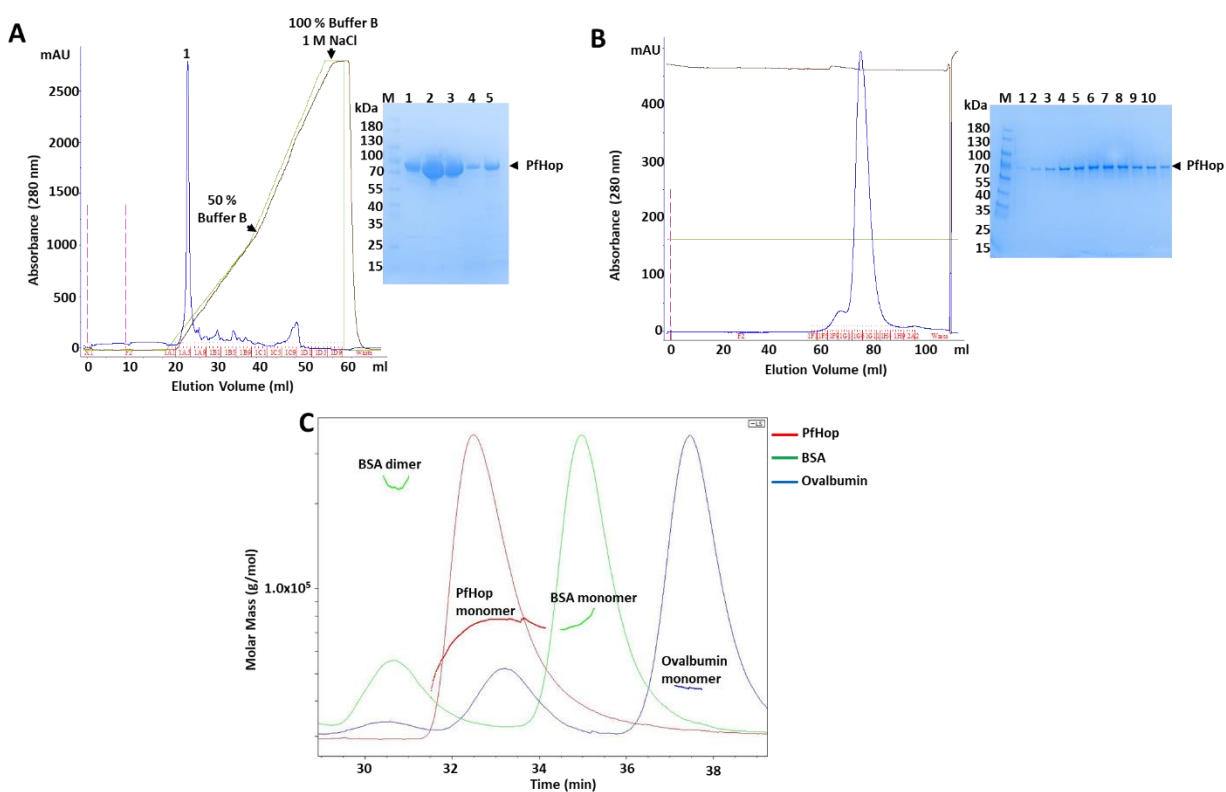 A
mAU
2500
2000
1500
1000
500
0
Absorbance (280 nm)
1
100 % Buffer B
1 M NaCl
50 %
Buffer B
0 10 20 30 40 50 60 ml
Elution Volume (ml)
kDa
M 1 2 3 4 5
180
130
100
70
55
40
35
25
15
PfHop
B
mAU
400
300
200
100
0
Absorbance (280 nm)
F2
Waste
0 20 40 60 80 100 ml
Elution Volume (ml)
kDa
M 1 2 3 4 5 6 7 8 9 10
180
130
100
70
55
40
35
25
15
PfHop
C
BSA dimer
PfHop
monomer
BSA monomer
Ovalbumin
monomer
LS
PfHop
BSA
Ovalbumin
1.0x10⁵
Molar Mass (g/mol)
30 32 34 36 38
Time (min)